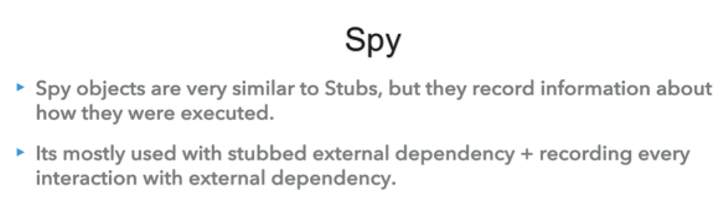 Spy
Spy objects are very similar to Stubs, but they record information about
how they were executed.
Its mostly used with stubbed external dependency + recording every
interaction with external dependency.